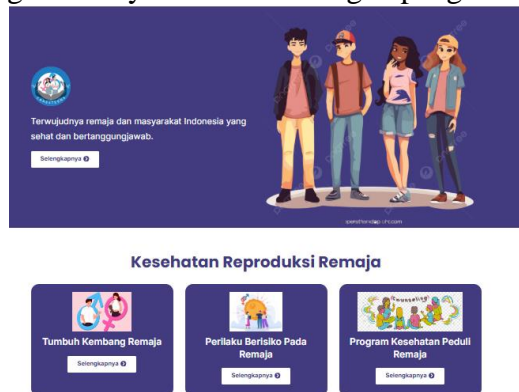 Terwujudnya remaja dan masyarakat Indonesia yang
sehat dan bertanggungjawab.
Selengkapnya
Kesehatan Reproduksi Remaja
Tumbuh Kembang Remaja
Selengkapnya
Perilaku Berisiko Pada
Remaja
Selengkapnya
Counseling
Program Kesehatan Peduli
Remaja
Selengkapnya